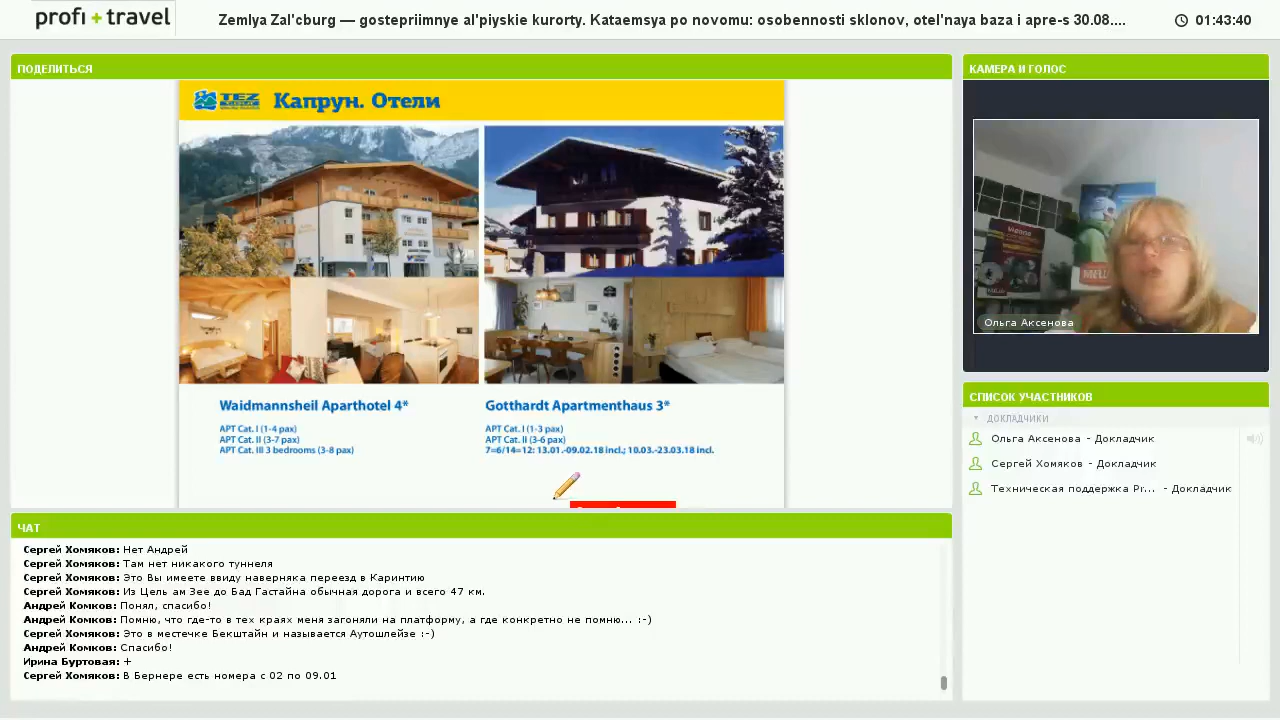 profi + travel
Zemlya Zal'cburg — gostepriimnye al'piyskie kurorty. Kataemsya po novomu: osobennosti sklonov, otel'naya baza i apre-s 30.08....
01:43:40
ПОДЕЛИТЬСЯ
TEZ TOUR
Капрун. Отели
Waidmannsheil Aparthotel 4*
APT Cat. I (1-4 pax)
APT Cat. II (3-7 pax)
APT Cat. III 3 bedrooms (3-8 pax)
Gotthardt Apartmenthaus 3*
APT Cat. I (1-3 pax)
APT Cat. II (3-6 pax)
7=6/14=12: 13.01.-09.02.18 incl.; 10.03.-23.03.18 incl.
КАМЕРА И ГОЛОС
Ольга Аксенова
СПИСОК УЧАСТНИКОВ
ДОКЛАДЧИКИ
Ольга Аксенова - Докладчик
Сергей Хомяков - Докладчик
Техническая поддержка Pr... - Докладчик
ЧАТ
Сергей Хомяков: Нет Андрей
Сергей Хомяков: Там нет никакого туннеля
Сергей Хомяков: Это Вы имеете ввиду наверняка переезд в Каринтию
Сергей Хомяков: Из Цель ам Зее до Бад Гастайна обычная дорога и всего 47 км.
Андрей Комков: Понял, спасибо!
Андрей Комков: Помню, что где-то в тех краях меня загоняли на платформу, а где конкретно не помню... :-)
Сергей Хомяков: Это в местечке Бекштайн и называется Аутошлейзе :-)
Андрей Комков: Спасибо!
Ирина Буртовая: +
Сергей Хомяков: В Бернере есть номера с 02 по 09.01